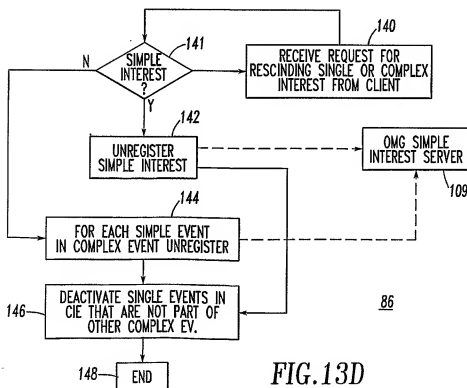 140
141
N
SIMPLE
INTEREST
?
RECEIVE REQUEST FOR
RESCINDING SINGLE OR COMPLEX
INTEREST FROM CLIENT
Y
142
UNREGISTER
SIMPLE INTEREST
OMG SIMPLE
INTEREST SERVER
109
144
FOR EACH SIMPLE EVENT
IN COMPLEX EVENT UNREGISTER
146
DEACTIVATE SINGLE EVENTS IN
CIE THAT ARE NOT PART OF
OTHER COMPLEX EV.
86
148
END
FIG.13D